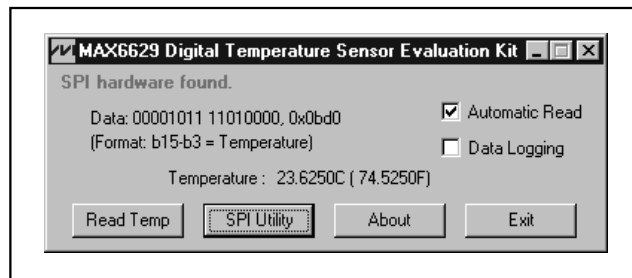 MAX6629 Digital Temperature Sensor Evaluation Kit
SPI hardware found.
Data: 00001011 11010000, 0x0bd0
(Format: b15-b3 = Temperature)
Automatic Read
Data Logging
Temperature : 23.6250C ( 74.5250F)
Read Temp
SPI Utility
About
Exit